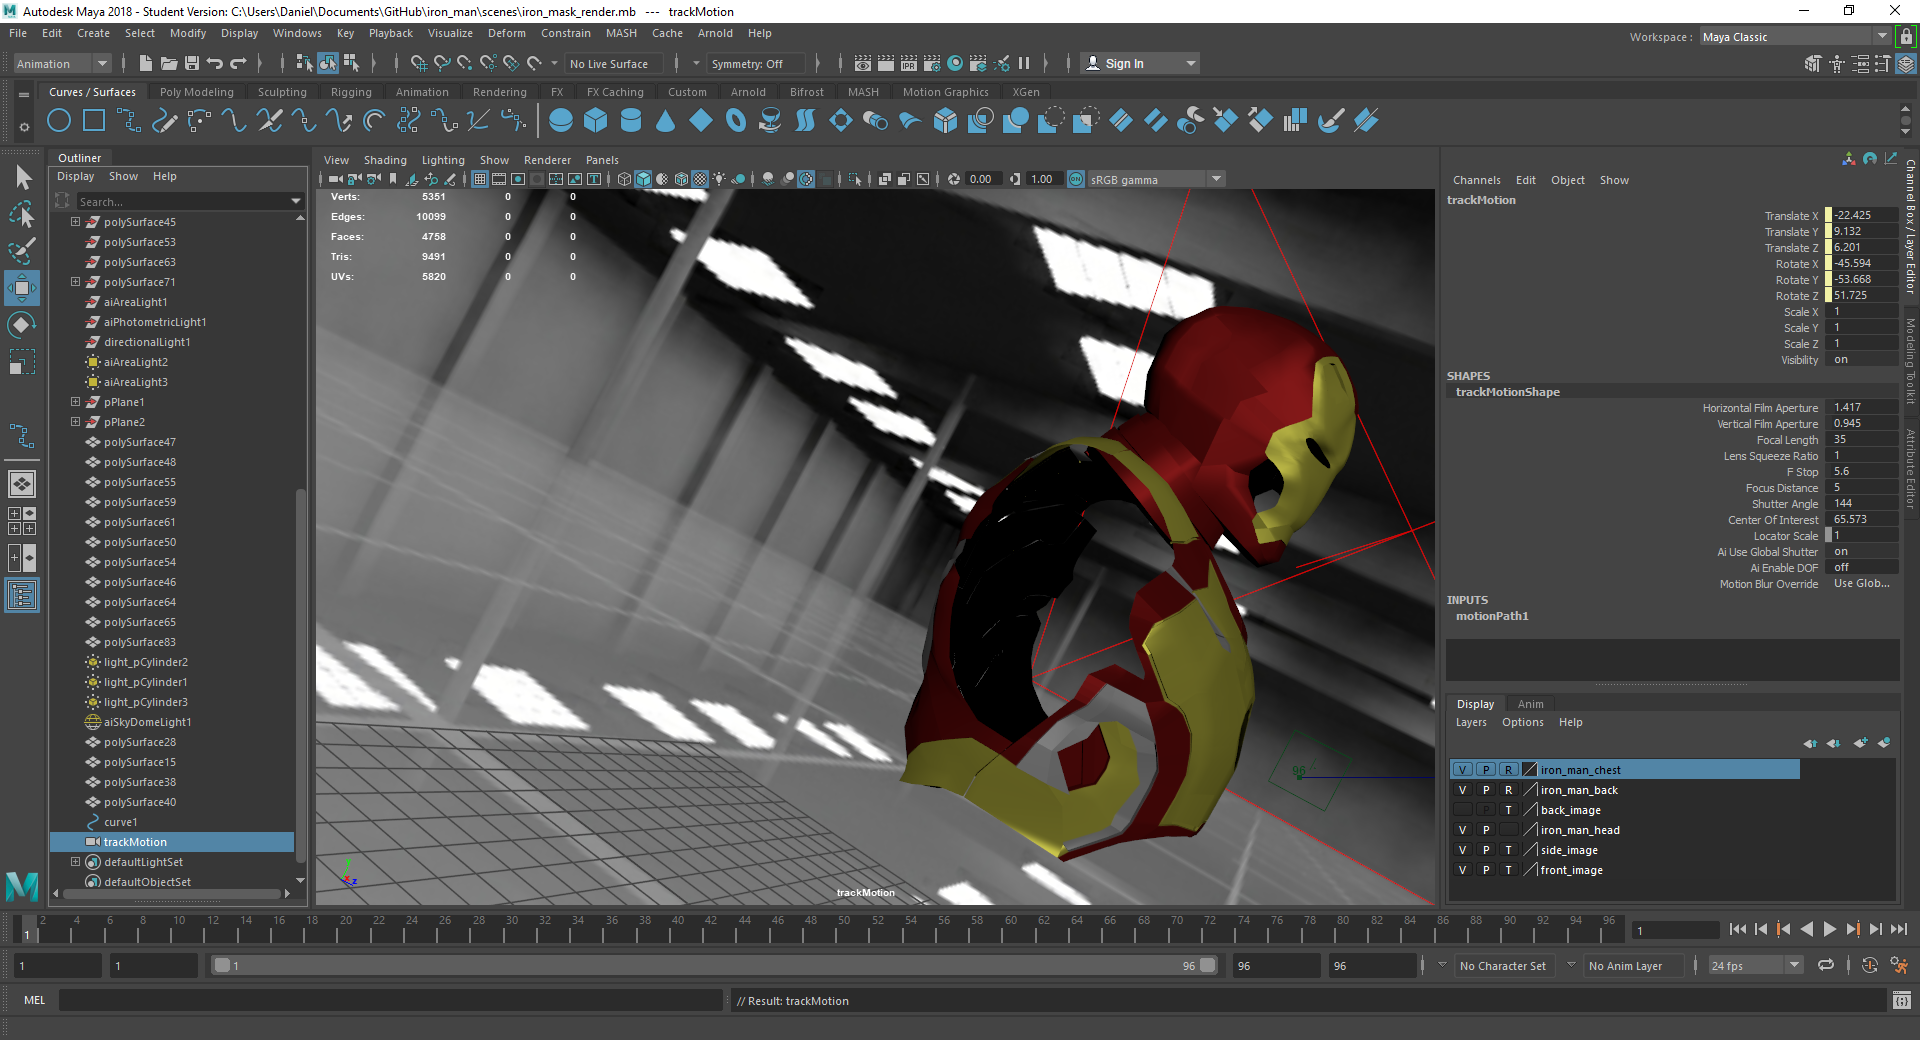 Autodesk Maya 2018 - Student Version: C:\Users\Daniel\Documents\GitHub\iron_man\scenes\iron_mask_render.mb   ---   trackMotion
File Edit Create Select Modify Display Windows Key Playback Visualize Deform Constrain MASH Cache Arnold Help
Workspace : Maya Classic
Animation No Live Surface Symmetry: Off IPR Sign In
Curves / Surfaces Poly Modeling Sculpting Rigging Animation Rendering FX FX Caching Custom Arnold Bifrost MASH Motion Graphics XGen
Outliner
Display Show Help
Search...
polySurface45
polySurface53
polySurface63
polySurface71
aiAreaLight1
aiPhotometricLight1
directionalLight1
aiAreaLight2
aiAreaLight3
pPlane1
pPlane2
polySurface47
polySurface48
polySurface55
polySurface59
polySurface61
polySurface50
polySurface54
polySurface46
polySurface64
polySurface65
polySurface83
light_pCylinder2
light_pCylinder1
light_pCylinder3
aiSkyDomeLight1
polySurface28
polySurface15
polySurface38
polySurface40
curve1
trackMotion
defaultLightSet
defaultObjectSet
View Shading Lighting Show Renderer Panels
0.00 1.00 sRGB gamma
Verts: 5351 0 0
Edges: 10099 0 0
Faces: 4758 0 0
Tris: 9491 0 0
UVs: 5820 0 0
96
y
x
z
trackMotion
Channels Edit Object Show
trackMotion
Translate X -22.425
Translate Y 9.132
Translate Z 6.201
Rotate X -45.594
Rotate Y -53.668
Rotate Z 51.725
Scale X 1
Scale Y 1
Scale Z 1
Visibility on
SHAPES
trackMotionShape
Horizontal Film Aperture 1.417
Vertical Film Aperture 0.945
Focal Length 35
Lens Squeeze Ratio 1
F Stop 5.6
Focus Distance 5
Shutter Angle 144
Center Of Interest 65.573
Locator Scale 1
Ai Use Global Shutter on
Ai Enable DOF off
Motion Blur Override Use Glob...
INPUTS
motionPath1
Channel Box / Layer Editor
Modeling Toolkit
Attribute Editor
Display Anim
Layers Options Help
V P R iron_man_chest
V P R iron_man_back
P T back_image
V P iron_man_head
V P T side_image
V P T front_image
1 2 4 6 8 10 12 14 16 18 20 22 24 26 28 30 32 34 36 38 40 42 44 46 48 50 52 54 56 58 60 62 64 66 68 70 72 74 76 78 80 82 84 86 88 90 92 94 96 1
1 1 1 96 96 96 No Character Set No Anim Layer 24 fps
MEL // Result: trackMotion